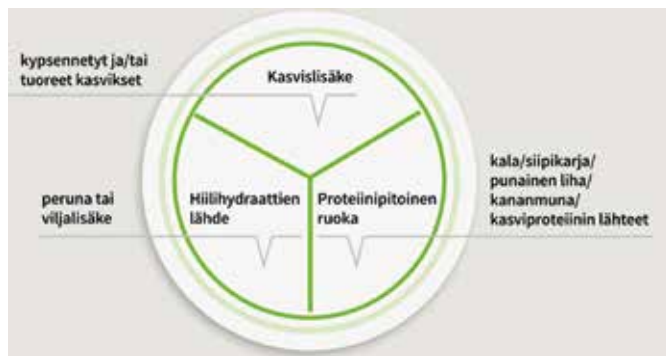 kypsennetyt ja/tai
tuoreet kasvikset
Kasvislisäke
peruna tai
viljalisäke
Hiilihydraattien
lähde
Proteiinipitoinen
ruoka
kala/siipikarja/
punainen liha/
kananmuna/
kasviproteiinin lähteet